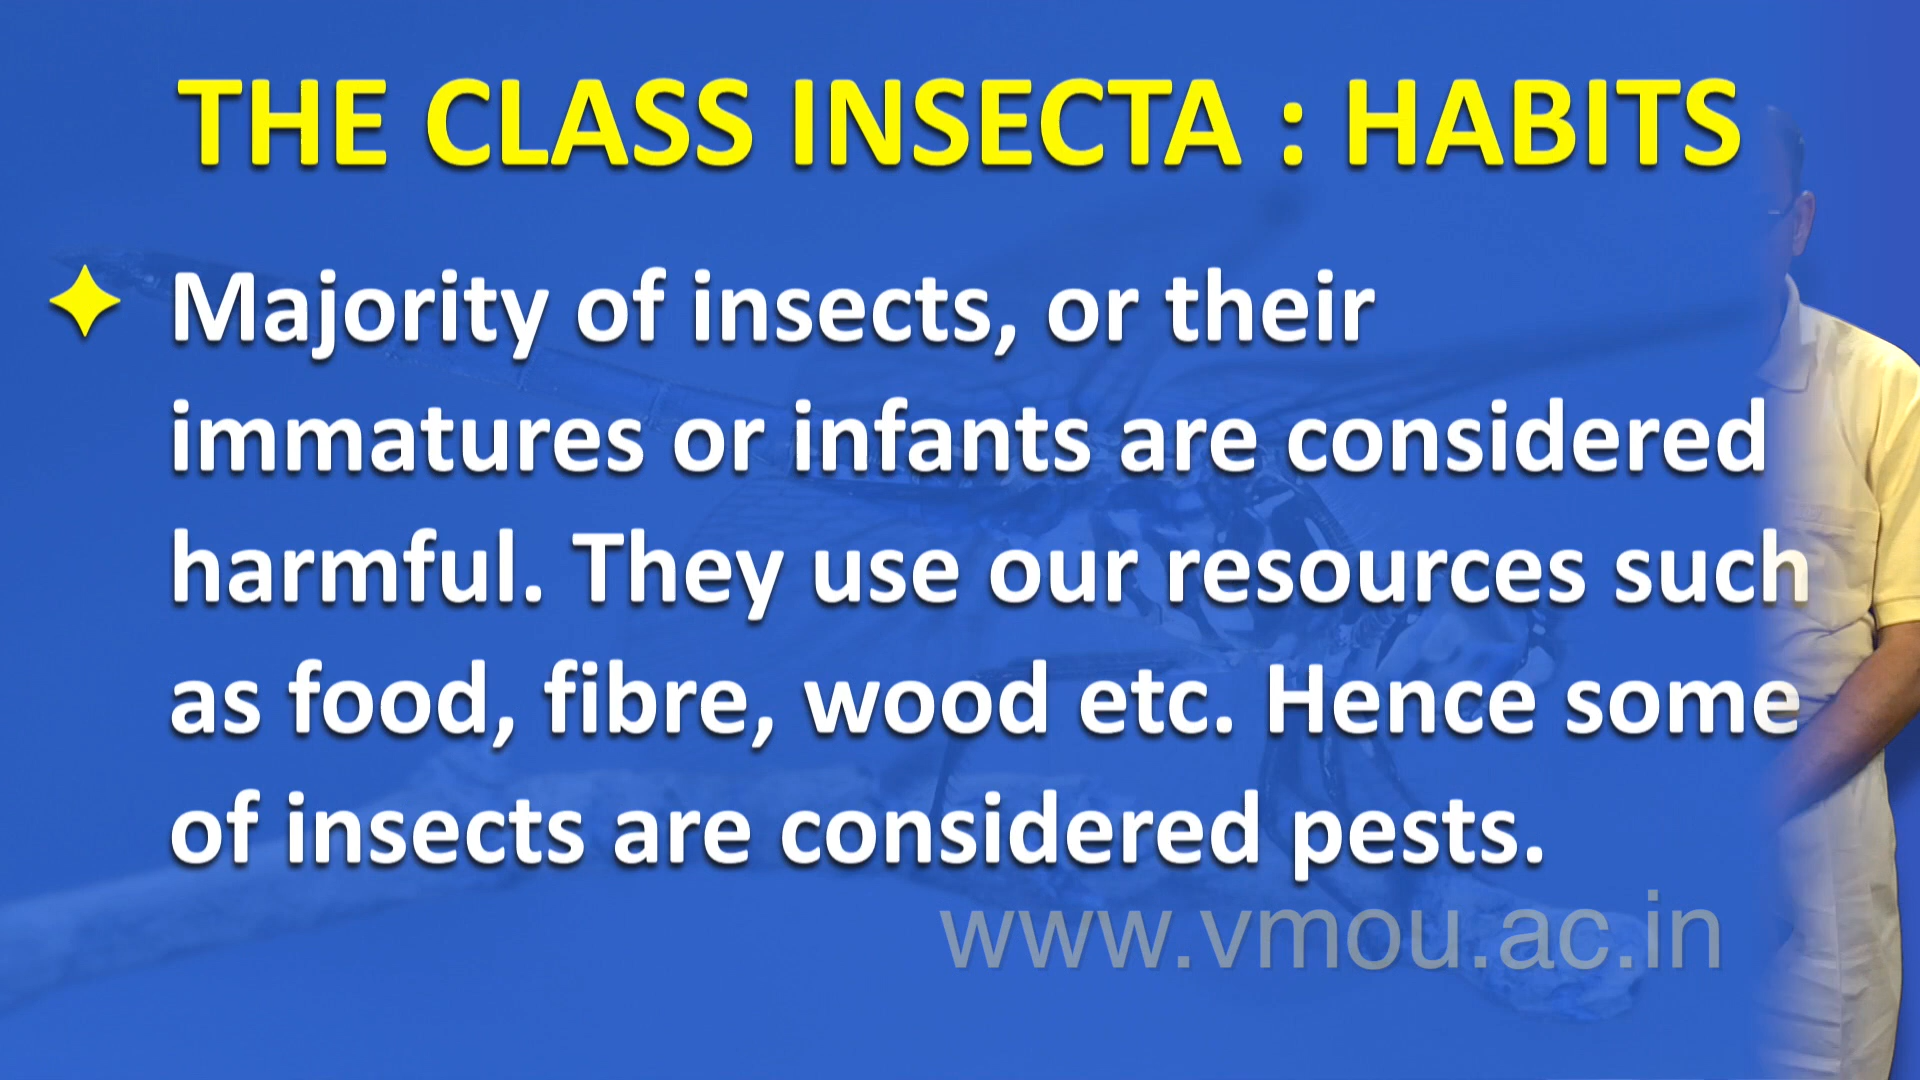 THE CLASS INSECTA : HABITS
Majority of insects, or their
immatures or infants are considered
harmful. They use our resources such
as food, fibre, wood etc. Hence some
of insects are considered pests.
www.vmou.ac.in